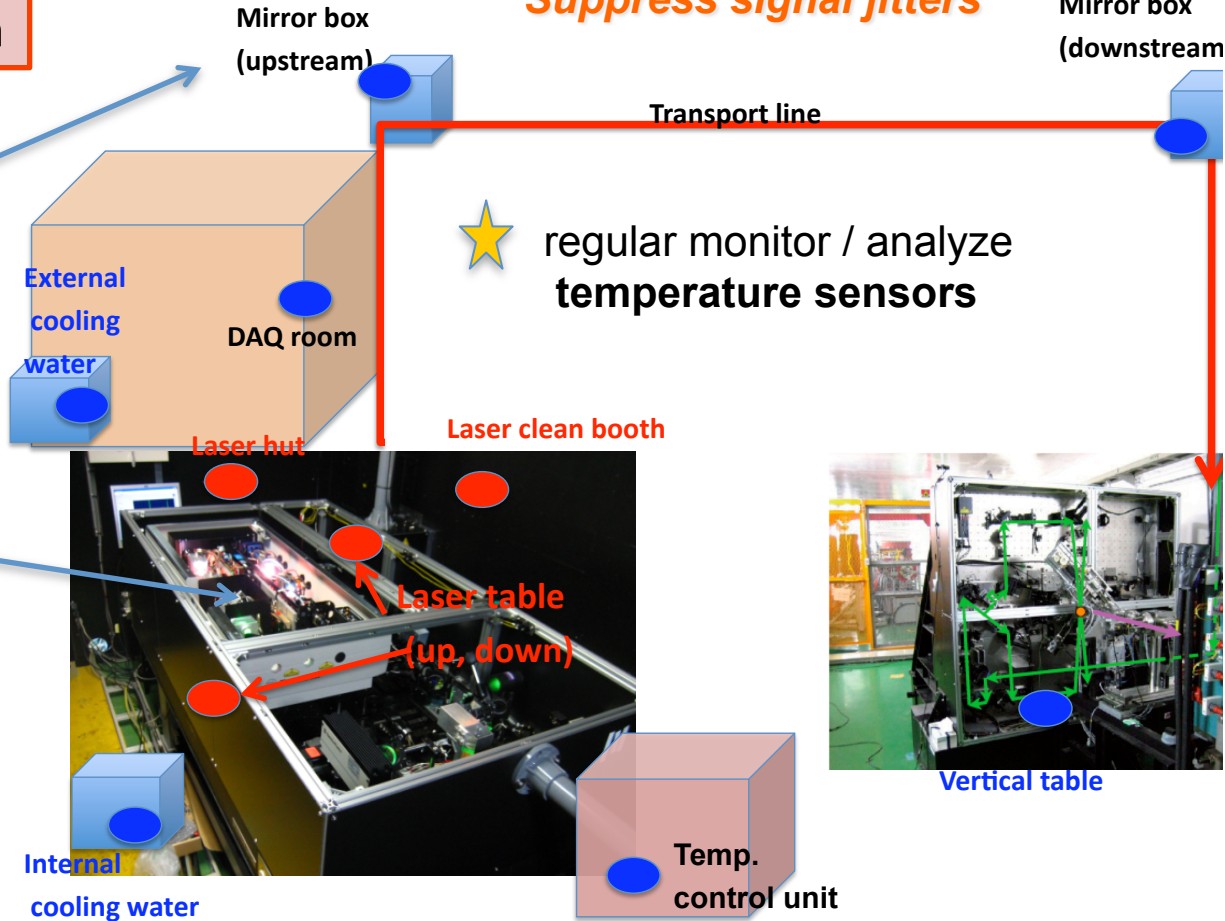 Suppress signal jitters
Mirror box
(upstream)
Mirror box
(downstream
Transport line
regular monitor / analyze
temperature sensors
External
cooling
water
DAQ room
Laser hut
Laser clean booth
Laser table
(up, down)
Vertical table
Internal
cooling water
Temp.
control unit